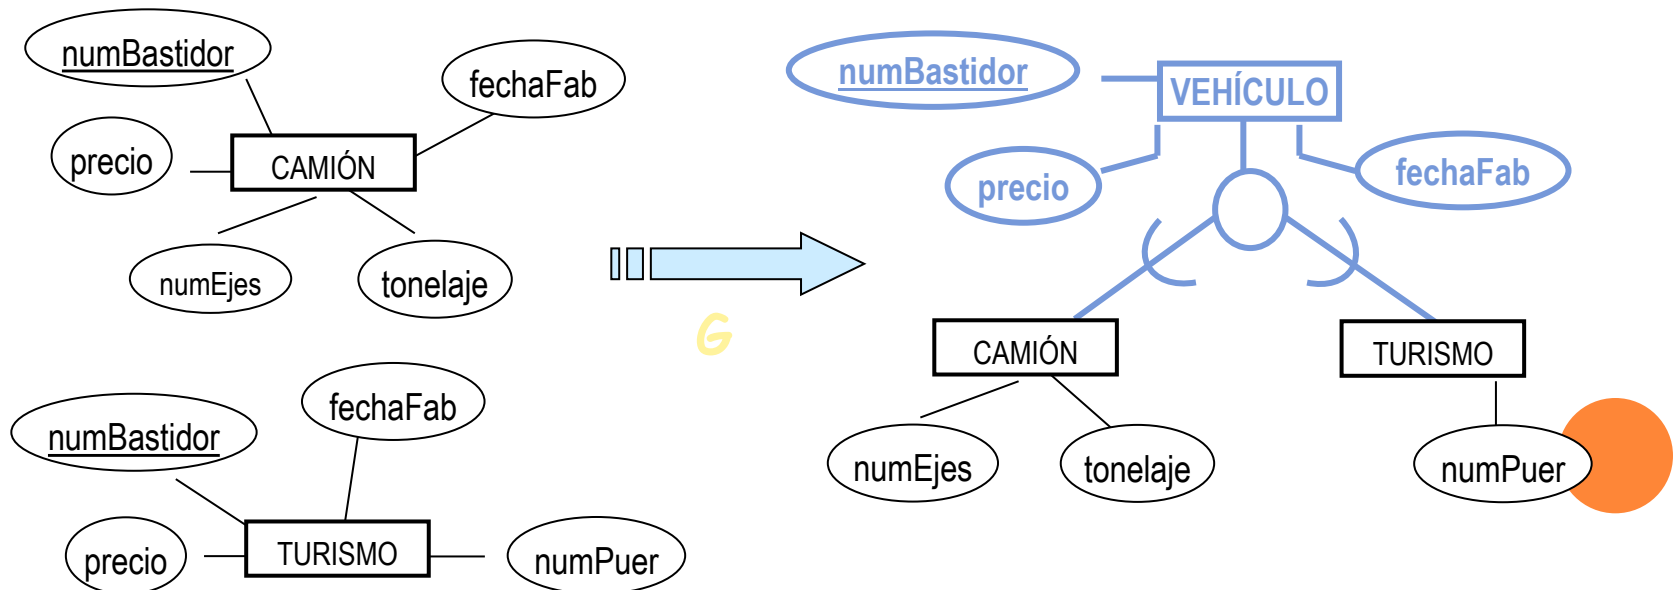 numBastidor
fechaFab
precio
CAMIÓN
numEjes
tonelaje
fechaFab
numBastidor
precio
TURISMO
numPuer
G
numBastidor
VEHÍCULO
precio
fechaFab
CAMIÓN
TURISMO
numEjes
tonelaje
numPuer